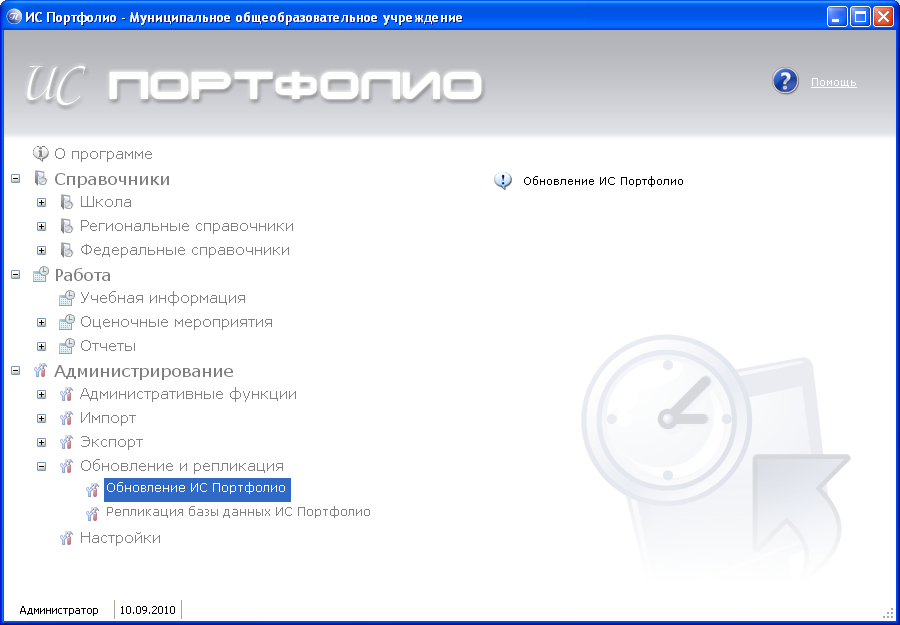 ИС Портфолио - Муниципальное общеобразовательное учреждение
ИС ПОРТФОЛИО
Помощь
О программе
Справочники
Обновление ИС Портфолио
Школа
Региональные справочники
Федеральные справочники
Работа
Учебная информация
Оценочные мероприятия
Отчеты
Администрирование
Административные функции
Импорт
Экспорт
Обновление и репликация
Обновление ИС Портфолио
Репликация базы данных ИС Портфолио
Настройки
Администратор
10.09.2010